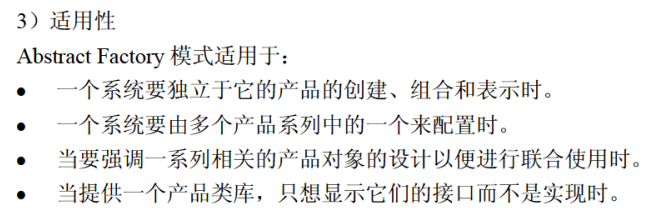 3）适用性
Abstract Factory 模式适用于：
● 一个系统要独立于它的产品的创建、组合和表示时。
● 一个系统要由多个产品系列中的一个来配置时。
● 当要强调一系列相关的产品对象的设计以便进行联合使用时。
● 当提供一个产品类库，只想显示它们的接口而不是实现时。